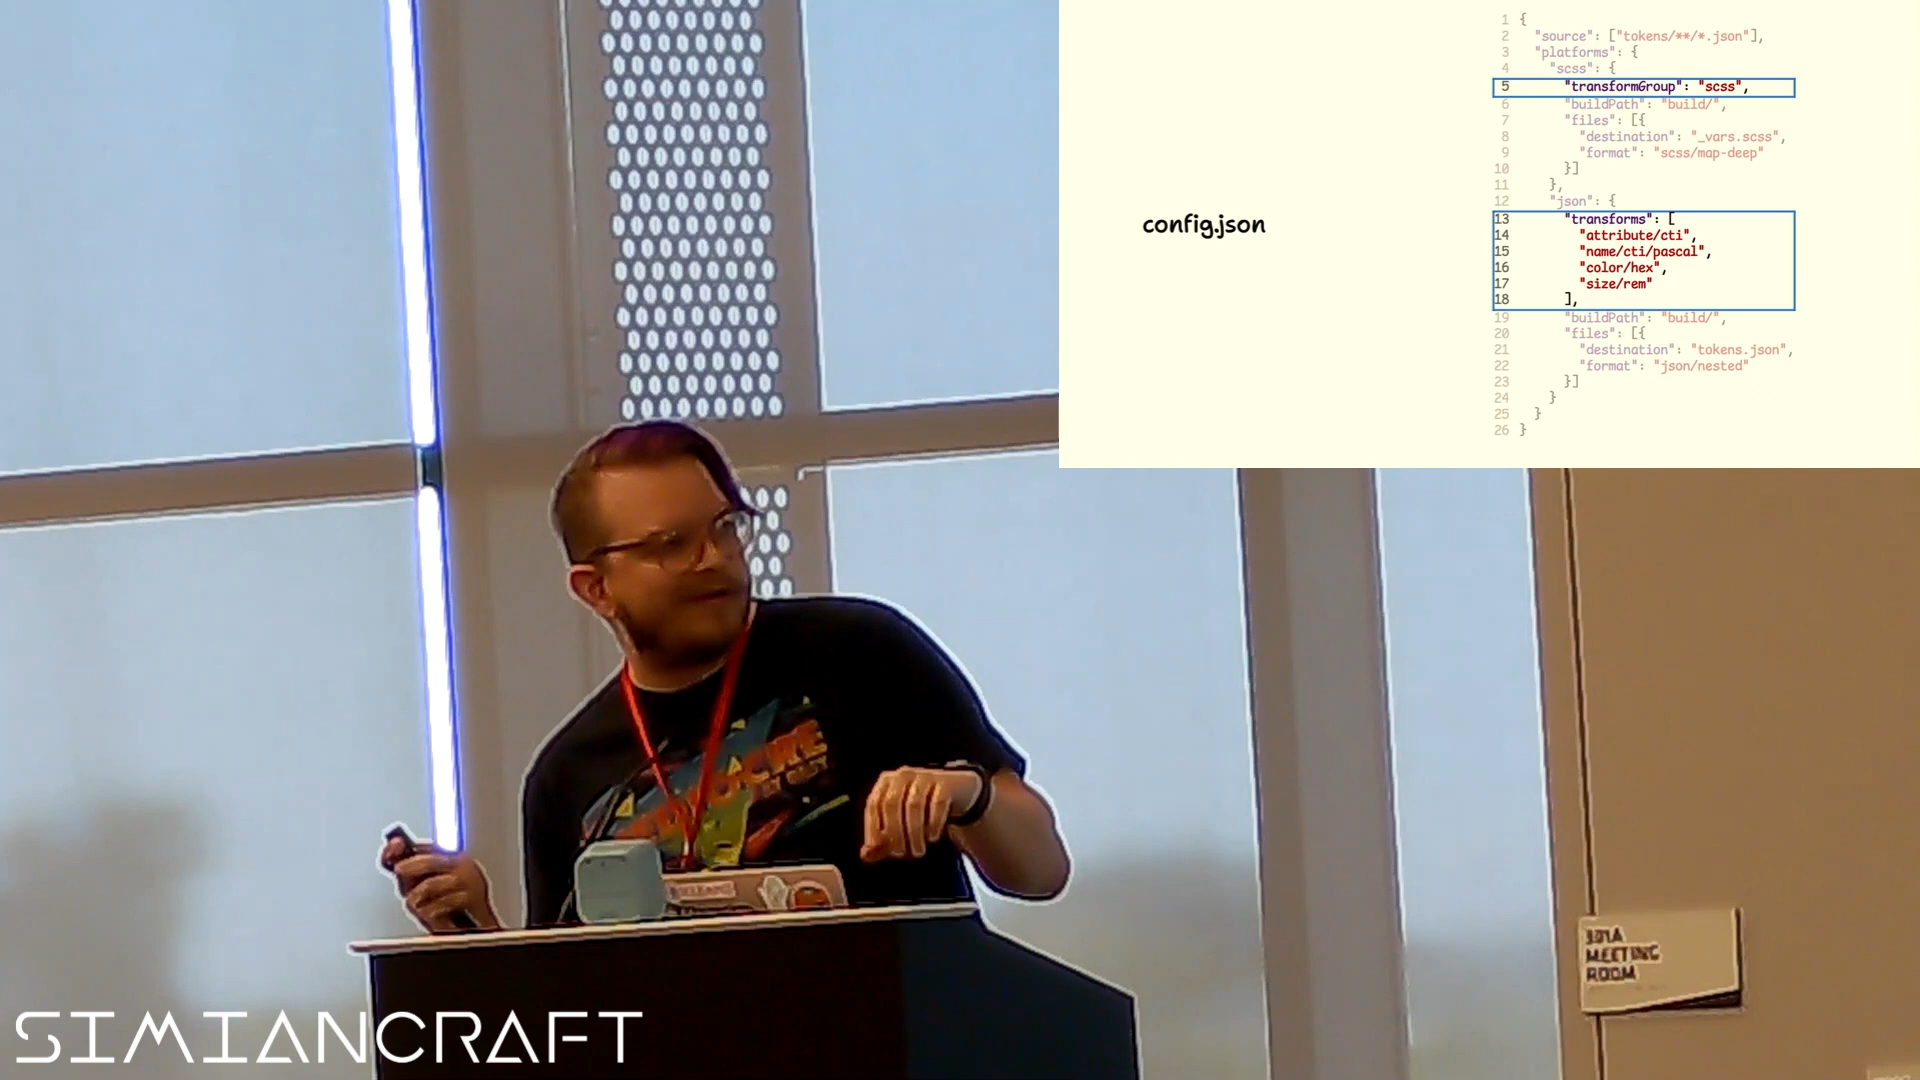 config.json
1 {
2 "source": ["tokens/**/*.json"],
3 "platforms": {
4 "scss": {
5 "transformGroup": "scss",
6 "buildPath": "build/",
7 "files": [{
8 "destination": "_vars.scss",
9 "format": "scss/map-deep"
10 }]
11 },
12 "json": {
13 "transforms": [
14 "attribute/cti",
15 "name/cti/pascal",
16 "color/hex",
17 "size/rem"
18 ],
19 "buildPath": "build/",
20 "files": [{
21 "destination": "tokens.json",
22 "format": "json/nested"
23 }]
24 }
25 }
26 }
301A
MEETING
ROOM
SIMIANCRAFT